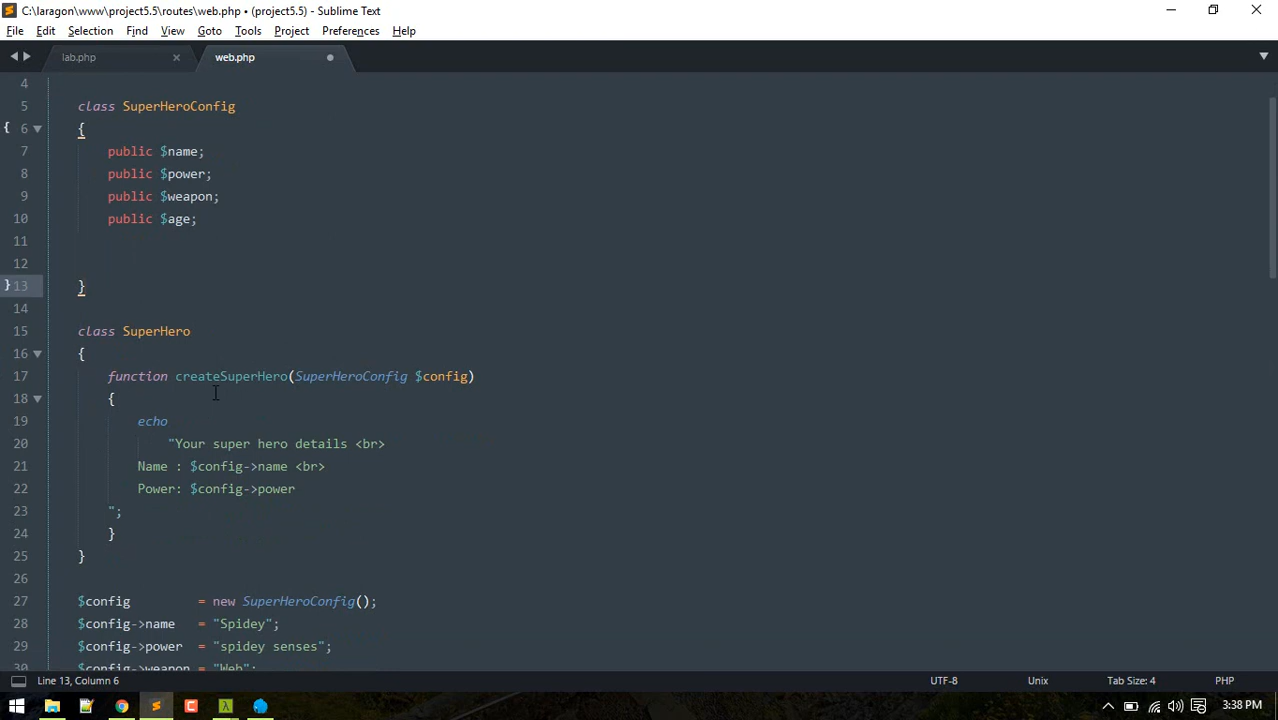 C:\laragon\www\project5.5\routes\web.php • (project5.5) - Sublime Text
File Edit Selection Find View Goto Tools Project Preferences Help
lab.php web.php
4
5 class SuperHeroConfig
6 {
7 public $name;
8 public $power;
9 public $weapon;
10 public $age;
11
12
13 }
14
15 class SuperHero
16 {
17 function createSuperHero(SuperHeroConfig $config)
18 {
19 echo
20 "Your super hero details <br>
21 Name : $config->name <br>
22 Power: $config->power
23 ";
24 }
25 }
26
27 $config = new SuperHeroConfig();
28 $config->name = "Spidey";
29 $config->power = "spidey senses";
30 $config->weapon = "Web";
Line 13, Column 6 UTF-8 Unix Tab Size: 4 PHP
3:38 PM